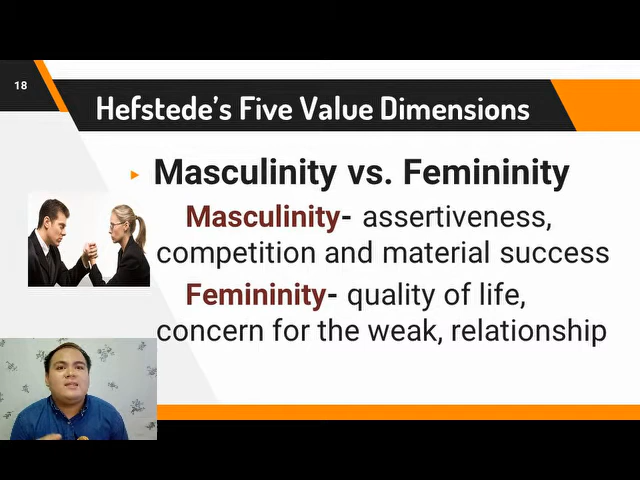 18
Hefstede's Five Value Dimensions
Masculinity vs. Femininity
Masculinity- assertiveness,
competition and material success
Femininity- quality of life,
concern for the weak, relationship